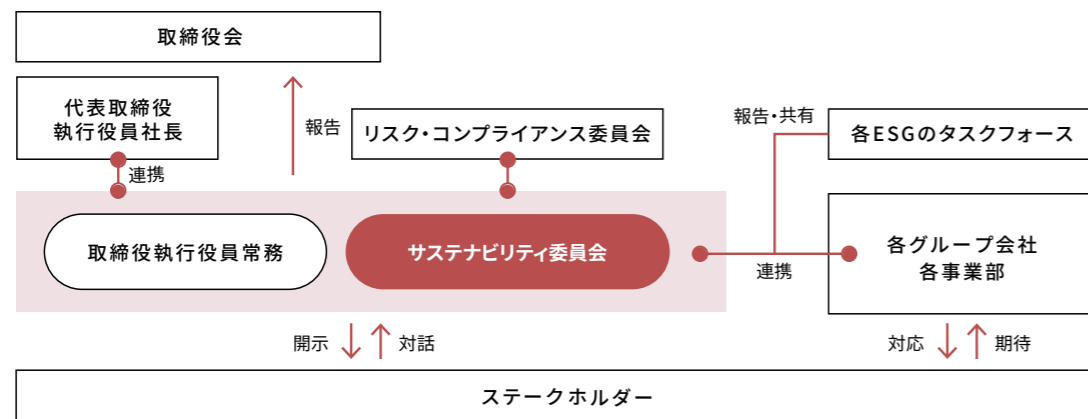 取締役会
代表取締役
執行役員社長
報告
リスク・コンプライアンス委員会
報告・共有
各ESGのタスクフォース
連携
取締役執行役員常務
サステナビリティ委員会
連携
各グループ会社
各事業部
開示
対話
対応
期待
ステークホルダー